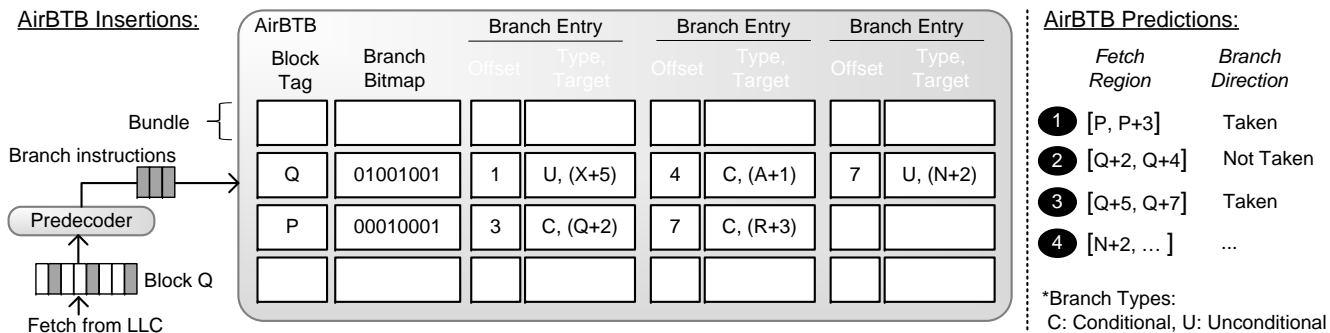 AirBTB Insertions:
AirBTB
Branch Entry
Branch Entry
Branch Entry
Block Tag
Branch Bitmap
Offset
Type, Target
Offset
Type, Target
Offset
Type, Target
Bundle
Q
01001001
1
U, (X+5)
4
C, (A+1)
7
U, (N+2)
P
00010001
3
C, (Q+2)
7
C, (R+3)
Branch instructions
Predecoder
Block Q
Fetch from LLC
AirBTB Predictions:
Fetch Region
Branch Direction
1 [P, P+3] Taken
2 [Q+2, Q+4] Not Taken
3 [Q+5, Q+7] Taken
4 [N+2, … ] ...
*Branch Types:
C: Conditional, U: Unconditional